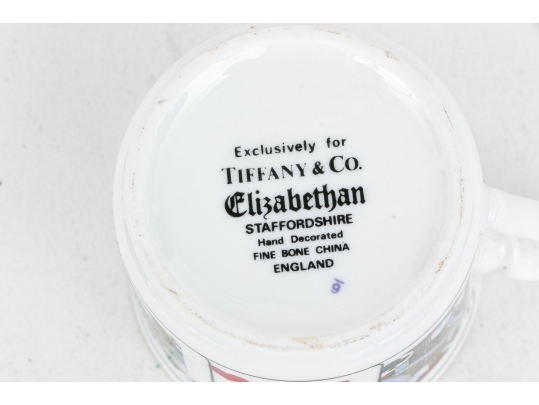 Exclusively for
TIFFANY & CO.
Elizabethan
STAFFORDSHIRE
Hand Decorated
FINE BONE CHINA
ENGLAND